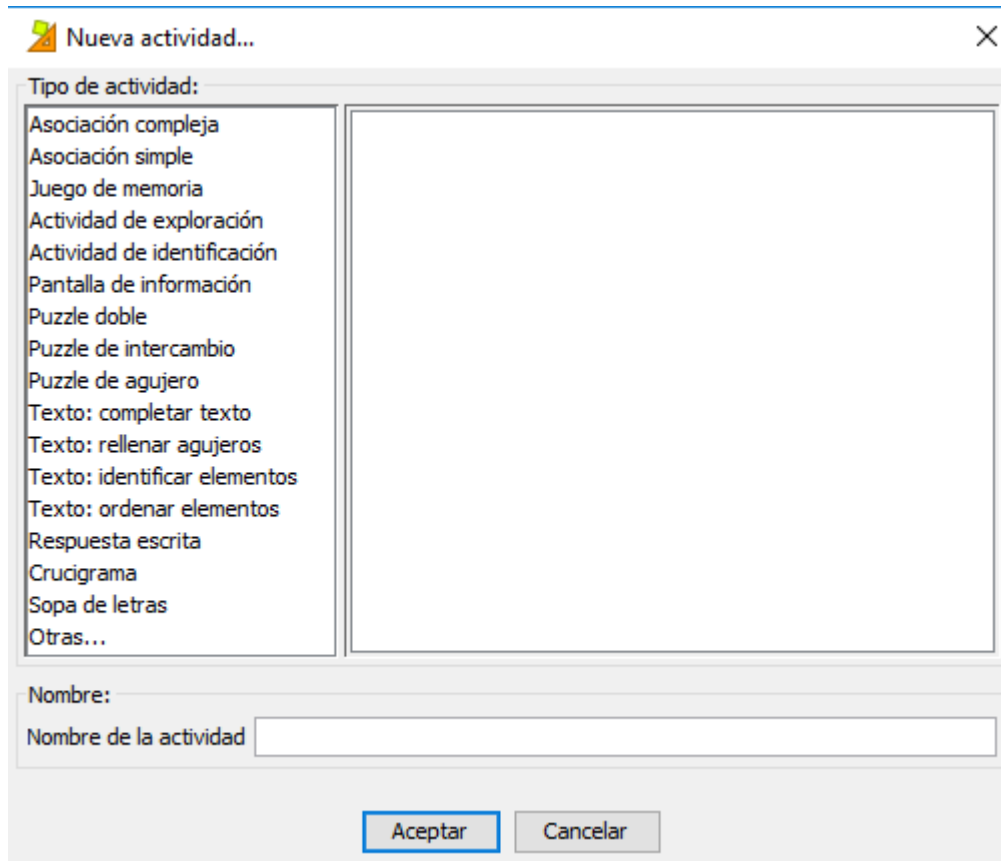 Nueva actividad...
Tipo de actividad:
Asociación compleja
Asociación simple
Juego de memoria
Actividad de exploración
Actividad de identificación
Pantalla de información
Puzzle doble
Puzzle de intercambio
Puzzle de agujero
Texto: completar texto
Texto: rellenar agujeros
Texto: identificar elementos
Texto: ordenar elementos
Respuesta escrita
Crucigrama
Sopa de letras
Otras...
Nombre:
Nombre de la actividad
Aceptar Cancelar